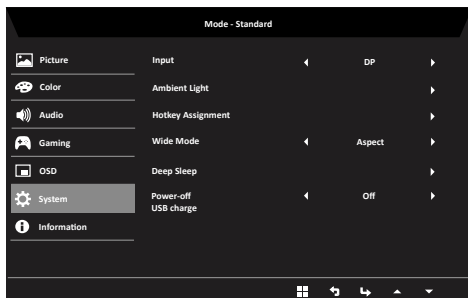 Mode - Standard
Picture
Color
Audio
Gaming
OSD
System
Information
Input DP
Ambient Light
Hotkey Assignment
Wide Mode Aspect
Deep Sleep
Power-off Off
USB charge